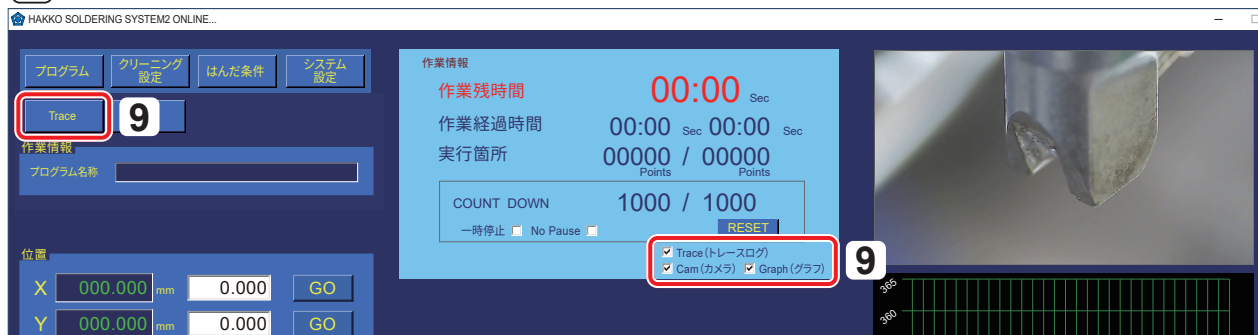 HAKKO SOLDERING SYSTEM2 ONLINE...
プログラム
クリーニング
設定
はんだ条件
システム
設定
Trace
9
作業情報
プログラム名称
位置
X 000.000 mm 0.000 GO
Y 000.000 mm 0.000 GO
作業情報
作業残時間 00:00 Sec
作業経過時間 00:00 Sec 00:00 Sec
実行箇所 00000 / 00000
Points Points
COUNT DOWN 1000 / 1000
一時停止 No Pause RESET
Trace(トレースログ)
Cam(カメラ) Graph(グラフ)
9
365
360